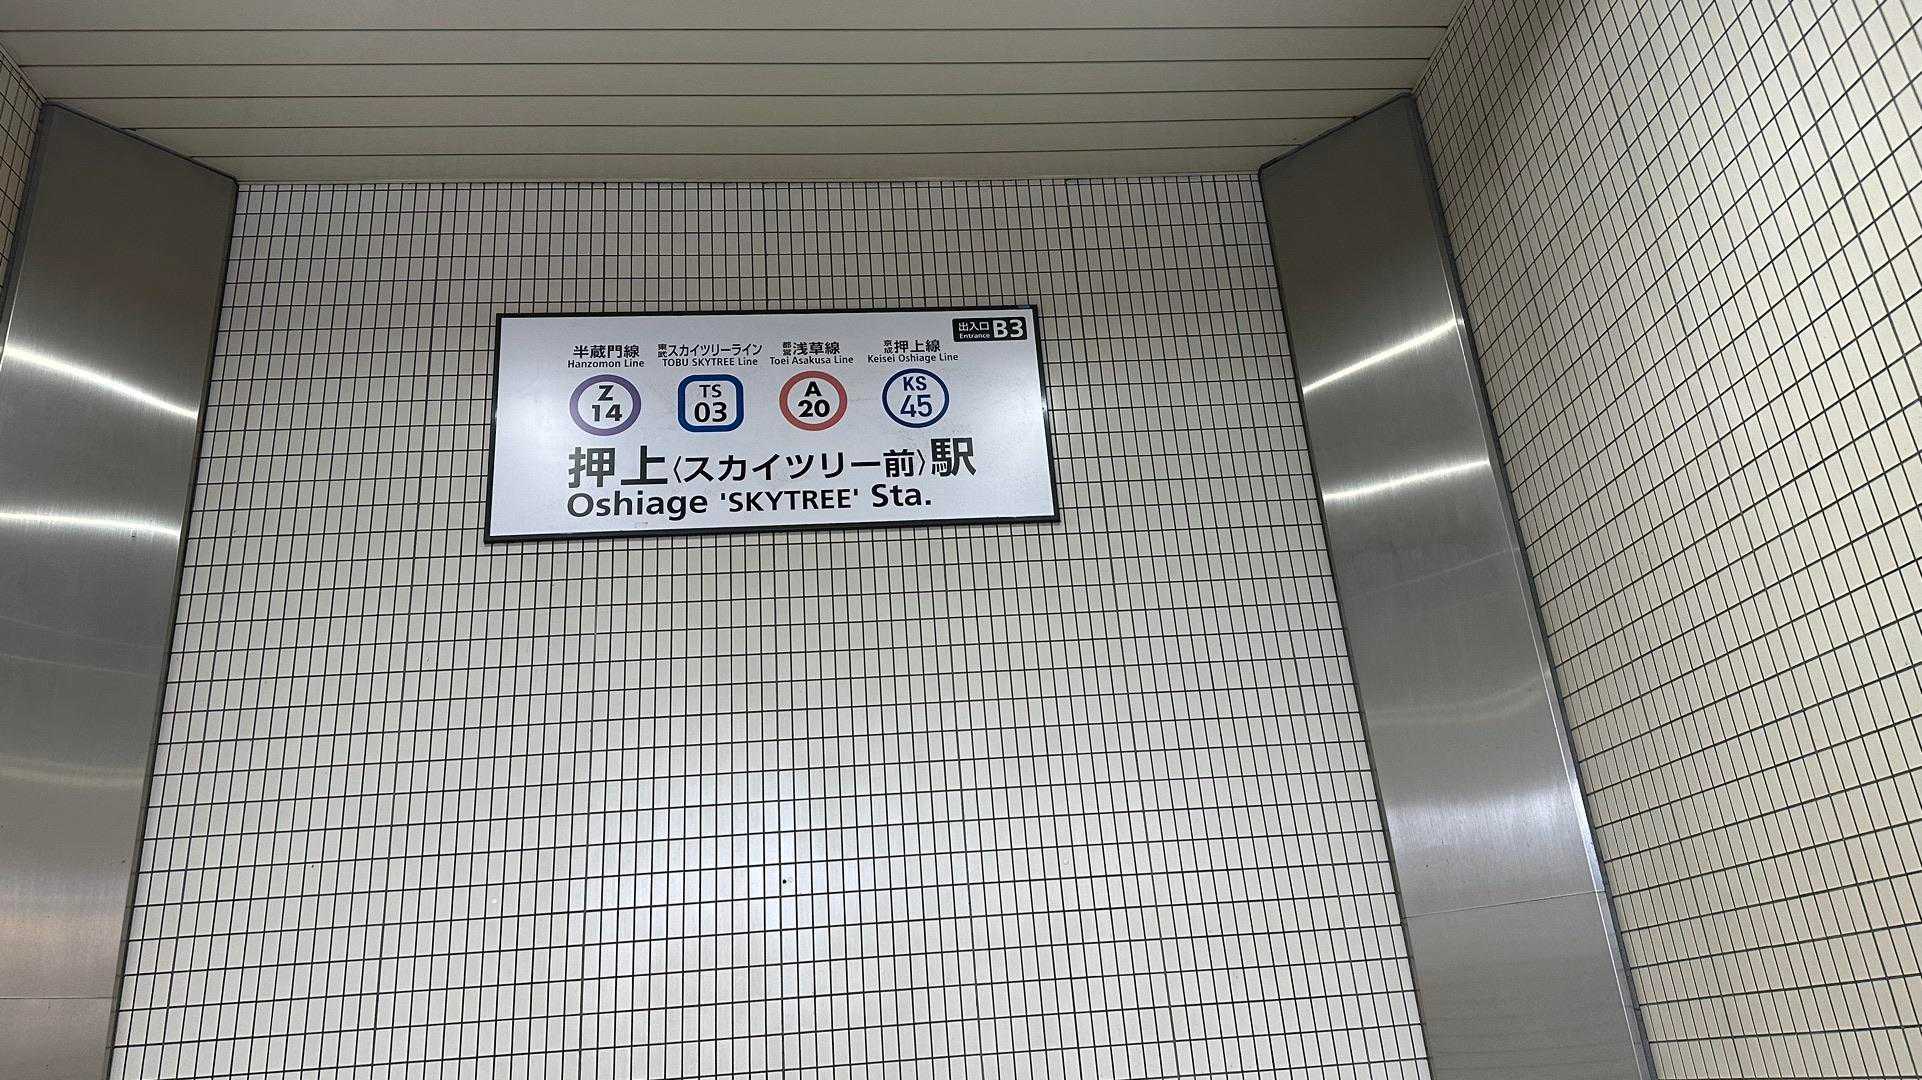 出入口 B3
Entrance
半蔵門線 東武スカイツリーライン 都営浅草線 京成押上線
Hanzomon Line TOBU SKYTREE Line Toei Asakusa Line Keisei Oshiage Line
Z TS A KS
14 03 20 45
押上〈スカイツリー前〉駅
Oshiage 'SKYTREE' Sta.